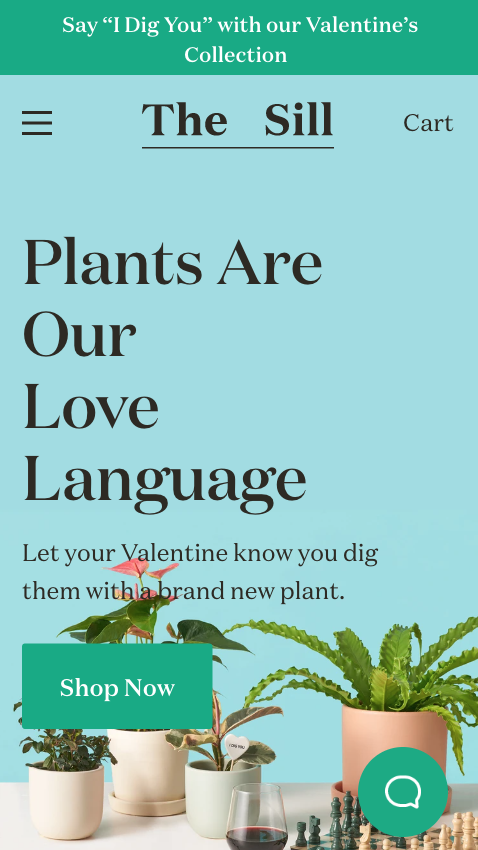 Say “I Dig You” with our Valentine’s
Collection
The Sill
Cart
Plants Are
Our
Love
Language
Let your Valentine know you dig
them with a brand new plant.
Shop Now
LOVE YOU